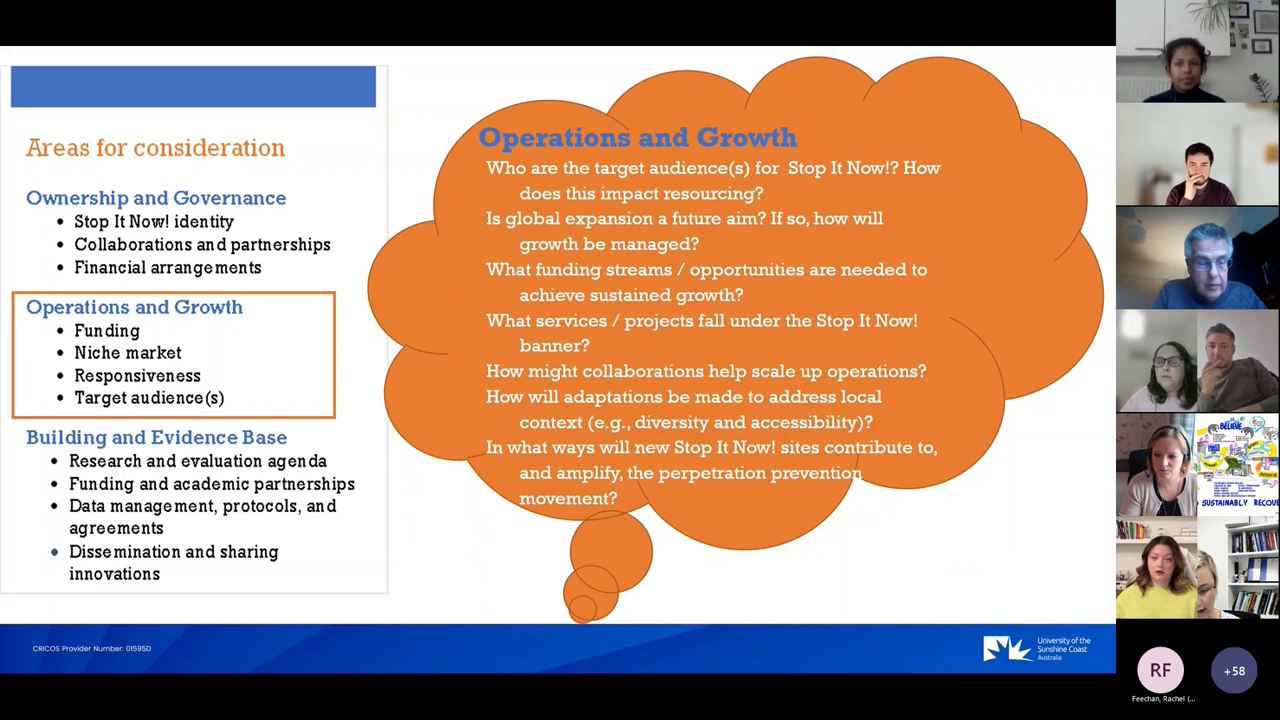 Areas for consideration
Ownership and Governance
• Stop It Now! identity
• Collaborations and partnerships
• Financial arrangements
Operations and Growth
• Funding
• Niche market
• Responsiveness
• Target audience(s)
Building and Evidence Base
• Research and evaluation agenda
• Funding and academic partnerships
• Data management, protocols, and
agreements
• Dissemination and sharing
innovations
Operations and Growth
Who are the target audience(s) for Stop It Now!? How
does this impact resourcing?
Is global expansion a future aim? If so, how will
growth be managed?
What funding streams / opportunities are needed to
achieve sustained growth?
What services / projects fall under the Stop It Now!
banner?
How might collaborations help scale up operations?
How will adaptations be made to address local
context (e.g., diversity and accessibility)?
In what ways will new Stop It Now! sites contribute to,
and amplify, the perpetration prevention
movement?
CRICOS Provider Number: 01595D
University of the
Sunshine Coast
Australia
BELIEVE
SUSTAINABLY RECOVE
RF
+58
Feechan, Rachel (...